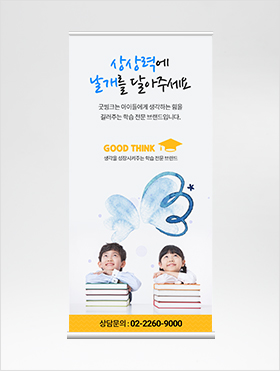 상상력에
날개를 달아주세요
굿씽크는 아이들에게 생각하는 힘을
길러주는 학습 전문 브랜드입니다.
GOOD THINK
생각을 성장시켜주는 학습 전문 브랜드
상담문의 : 02-2260-9000